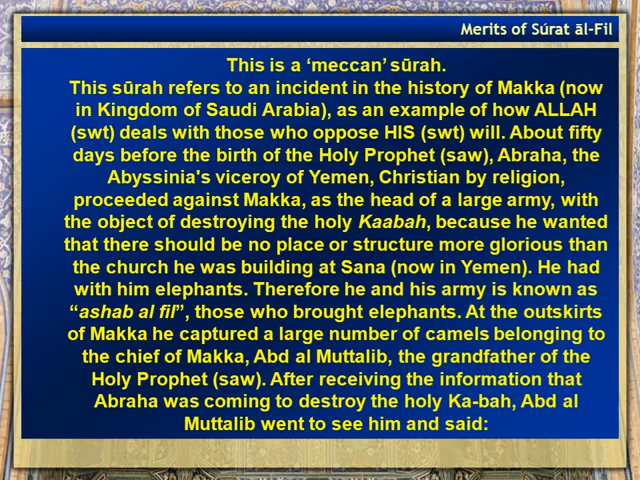 Merits of Súrat āl-Fil
This is a ‘meccan’ sūrah.
This sūrah refers to an incident in the history of Makka (now
in Kingdom of Saudi Arabia), as an example of how ALLAH
(swt) deals with those who oppose HIS (swt) will. About fifty
days before the birth of the Holy Prophet (saw), Abraha, the
Abyssinia's viceroy of Yemen, Christian by religion,
proceeded against Makka, as the head of a large army, with
the object of destroying the holy Kaabah, because he wanted
that there should be no place or structure more glorious than
the church he was building at Sana (now in Yemen). He had
with him elephants. Therefore he and his army is known as
“ashab al fil”, those who brought elephants. At the outskirts
of Makka he captured a large number of camels belonging to
the chief of Makka, Abd al Muttalib, the grandfather of the
Holy Prophet (saw). After receiving the information that
Abraha was coming to destroy the holy Ka-bah, Abd al
Muttalib went to see him and said: